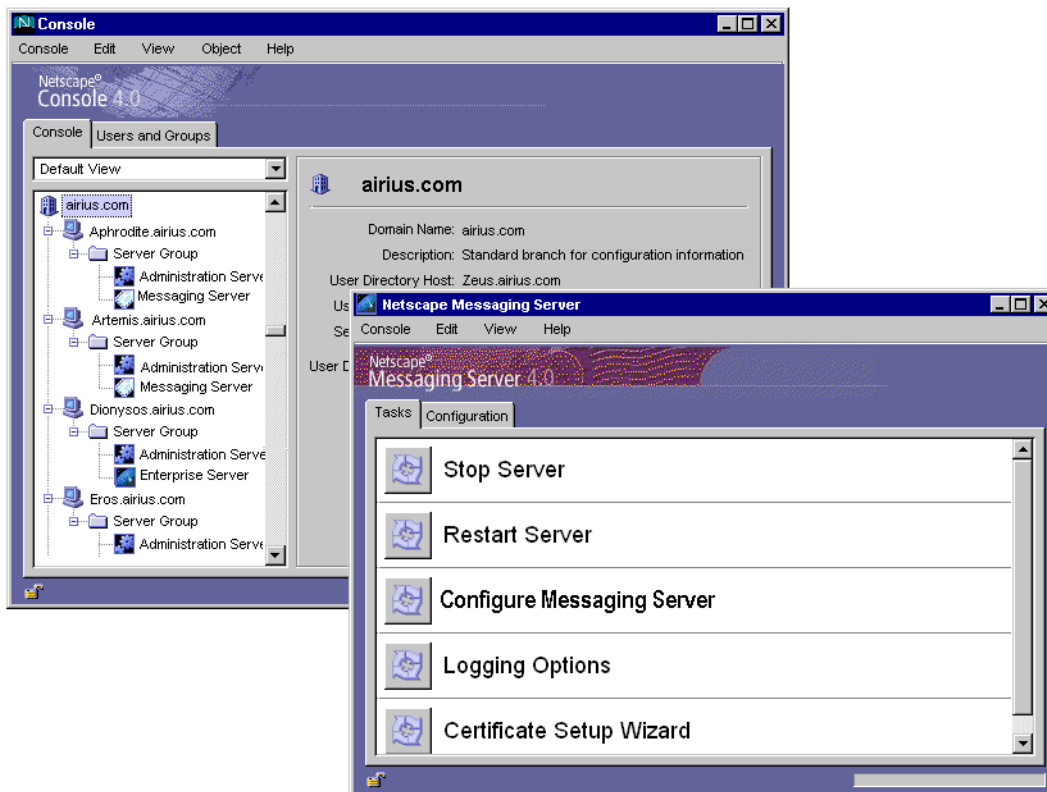 Console
Console Edit View Object Help
Netscape®
Console 4.0
Console Users and Groups
Default View
airius.com
Aphrodite.airius.com
Server Group
Administration Serve
Messaging Server
Artemis.airius.com
Server Group
Administration Serv
Messaging Server
Dionysos.airius.com
Server Group
Administration Serve
Enterprise Server
Eros.airius.com
Server Group
Administration Serve
airius.com
Domain Name: airius.com
Description: Standard branch for configuration information
User Directory Host: Zeus.airius.com
Us
Se
User D
Netscape Messaging Server
Console Edit View Help
Netscape®
Messaging Server 4.0
Tasks Configuration
Stop Server
Restart Server
Configure Messaging Server
Logging Options
Certificate Setup Wizard